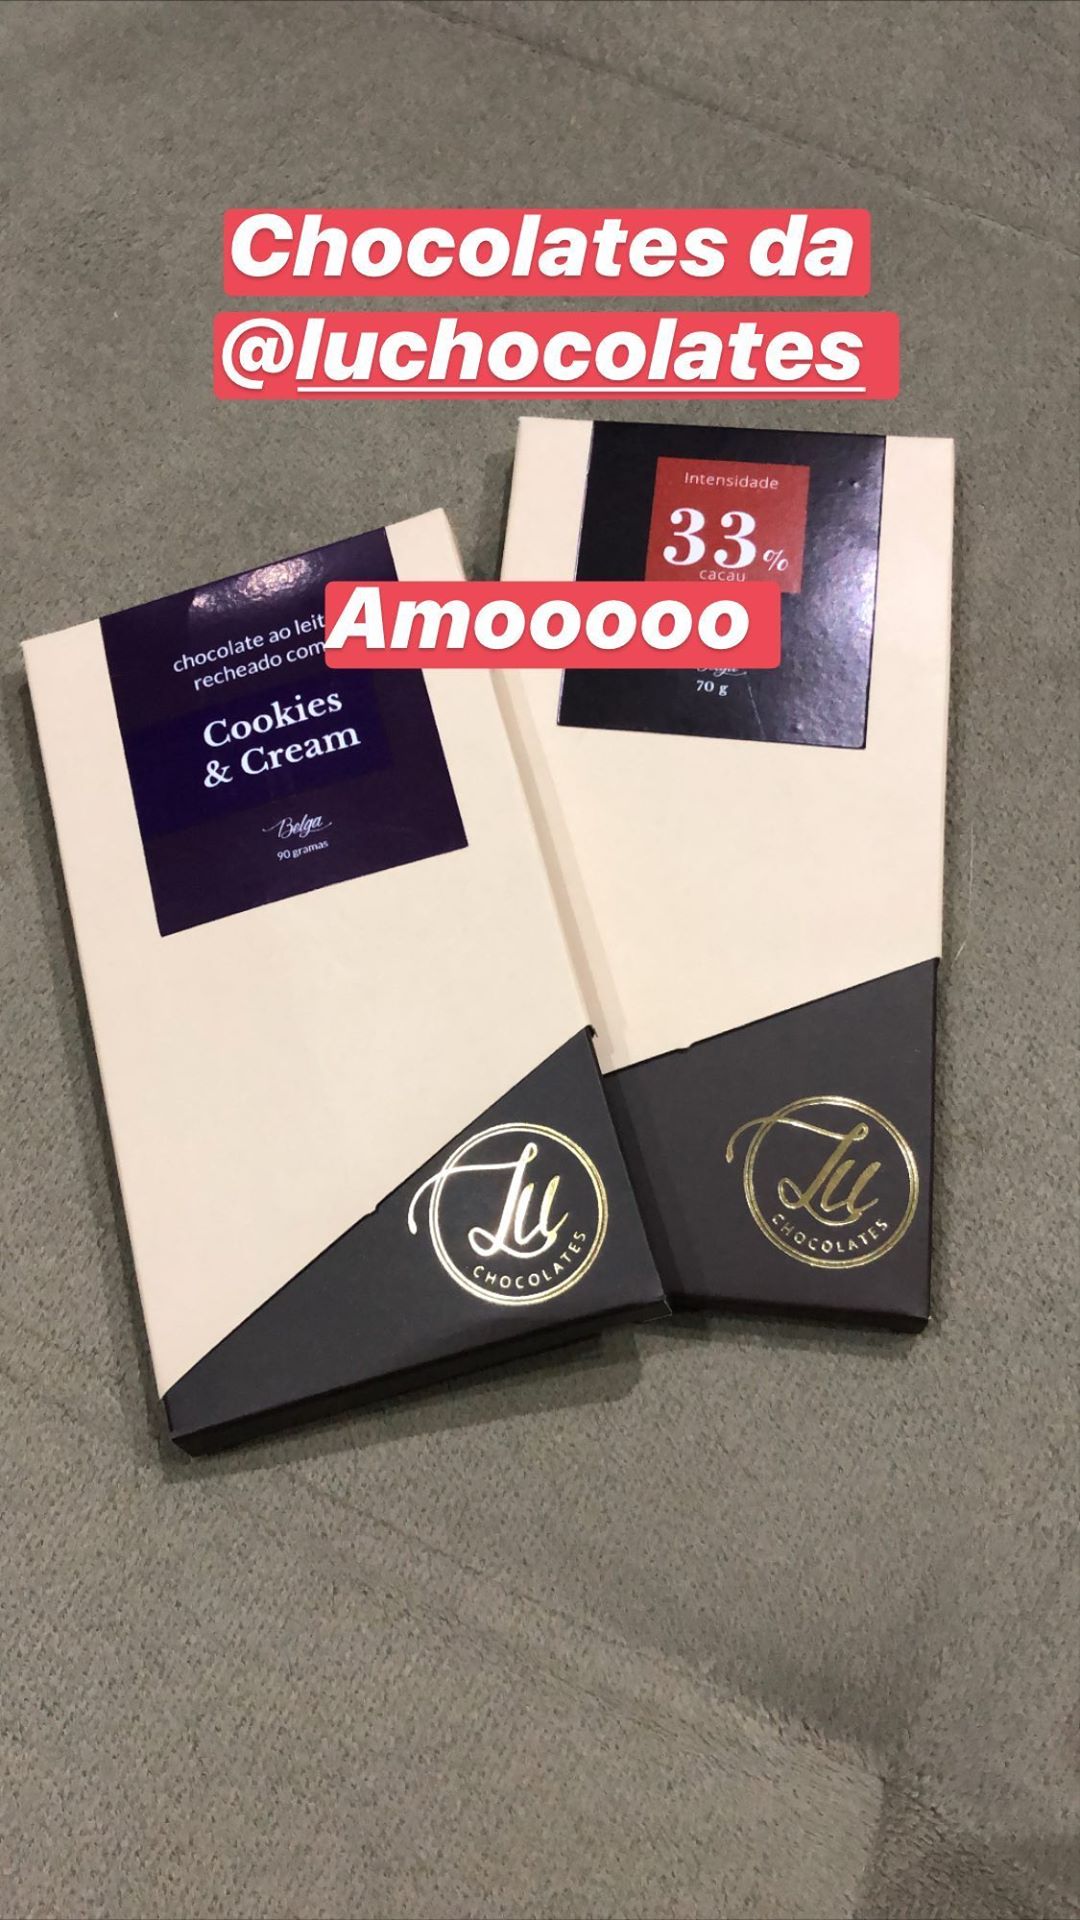 Chocolates da
@luchocolates
Intensidade
33%
cacau
Amooooo
70 g
chocolate ao
recheado com
Cookies
& Cream
Belga
90 gramas
Lu
CHOCOLATES
Lu
CHOCOLATES